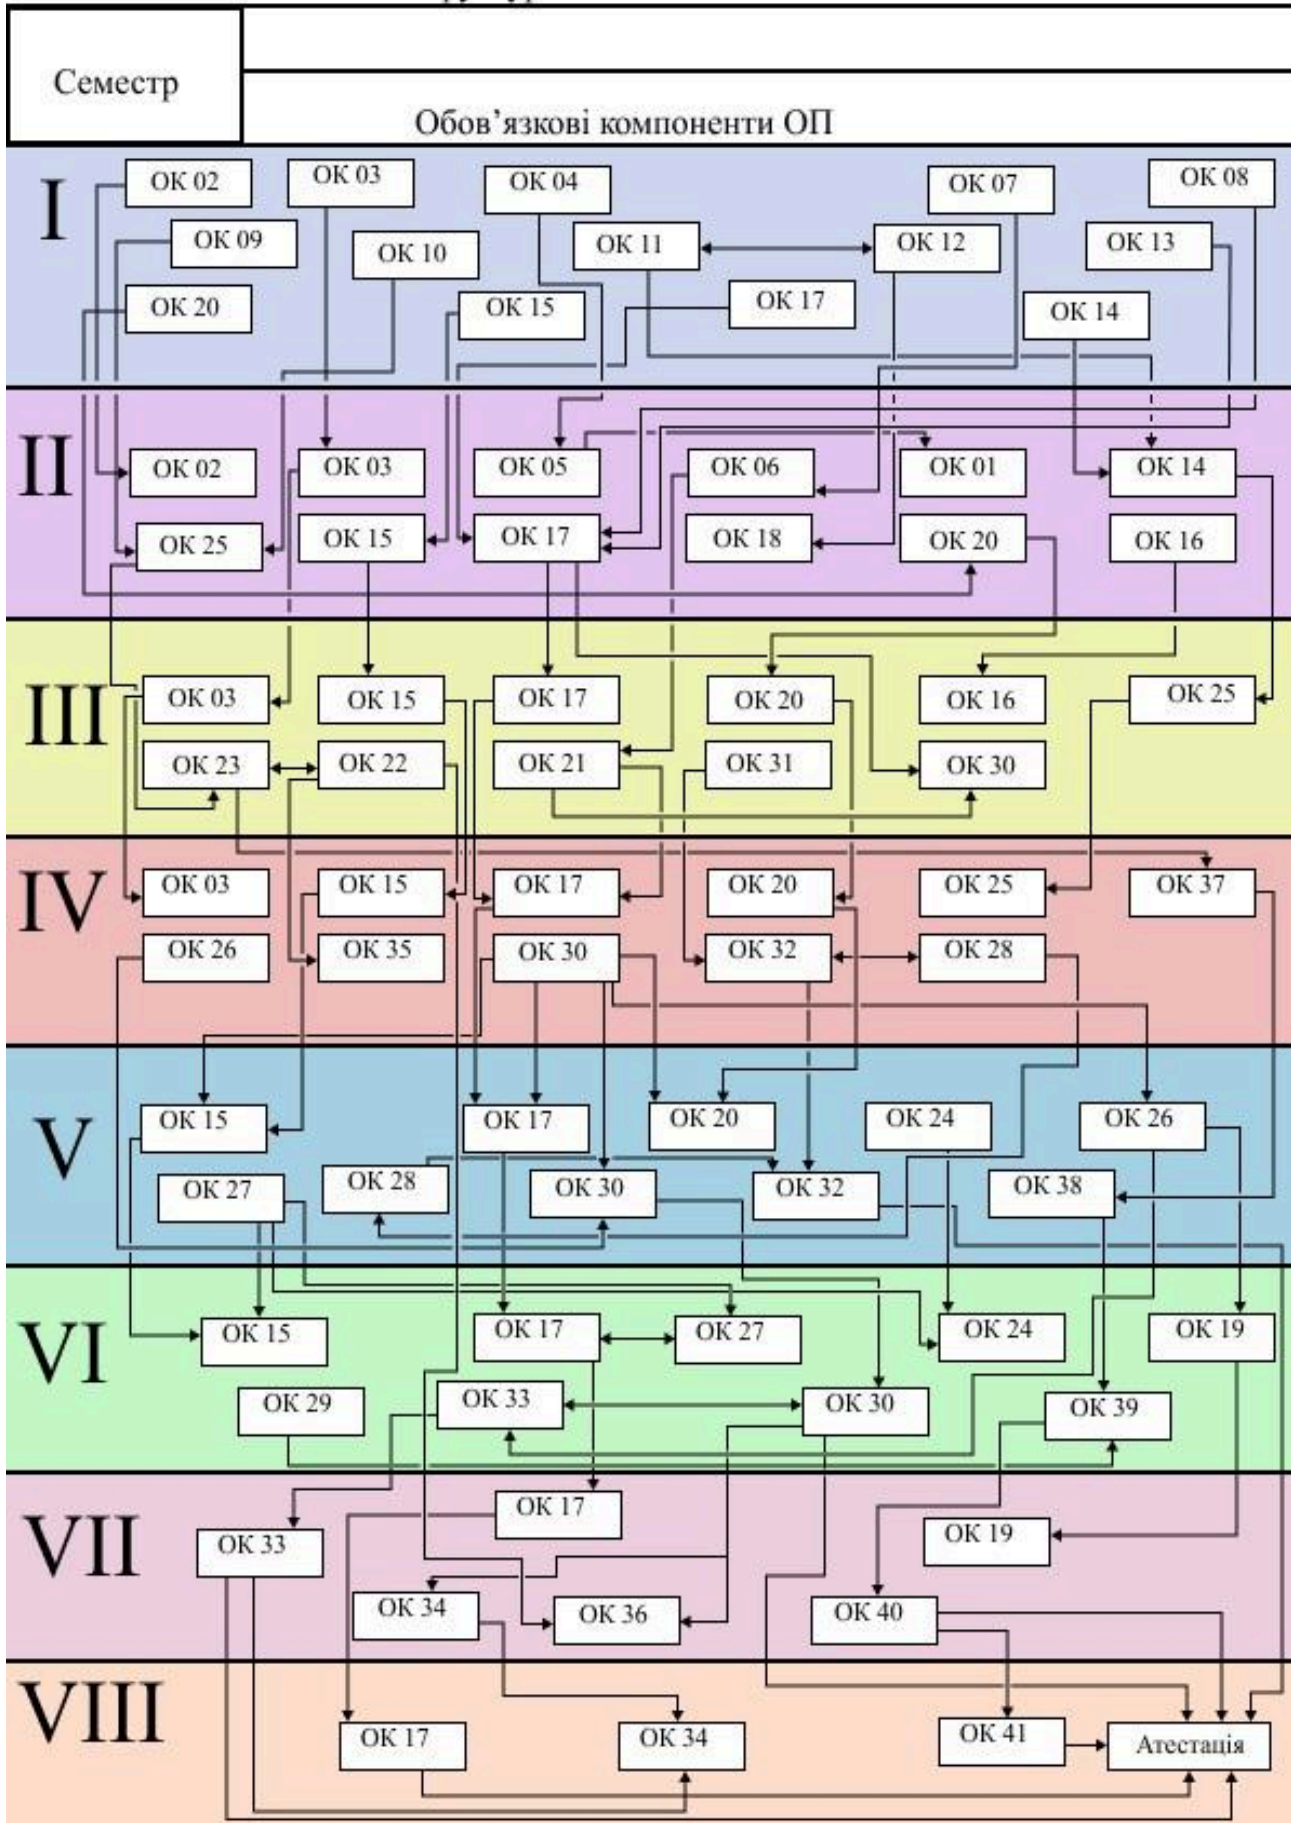 Семестр
Обов’язкові компоненти ОП
I
ОК 02
ОК 03
ОК 04
ОК 07
ОК 08
ОК 09
ОК 10
ОК 11
ОК 12
ОК 13
ОК 20
ОК 15
ОК 17
ОК 14
II
ОК 02
ОК 03
ОК 05
ОК 06
ОК 01
ОК 14
ОК 25
ОК 15
ОК 17
ОК 18
ОК 20
ОК 16
III
ОК 03
ОК 15
ОК 17
ОК 20
ОК 16
ОК 25
ОК 23
ОК 22
ОК 21
ОК 31
ОК 30
IV
ОК 03
ОК 15
ОК 17
ОК 20
ОК 25
ОК 37
ОК 26
ОК 35
ОК 30
ОК 32
ОК 28
V
ОК 15
ОК 17
ОК 20
ОК 24
ОК 26
ОК 27
ОК 28
ОК 30
ОК 32
ОК 38
VI
ОК 15
ОК 17
ОК 27
ОК 24
ОК 19
ОК 29
ОК 33
ОК 30
ОК 39
VII
ОК 17
ОК 33
ОК 19
ОК 34
ОК 36
ОК 40
VIII
ОК 17
ОК 34
ОК 41
Атестація